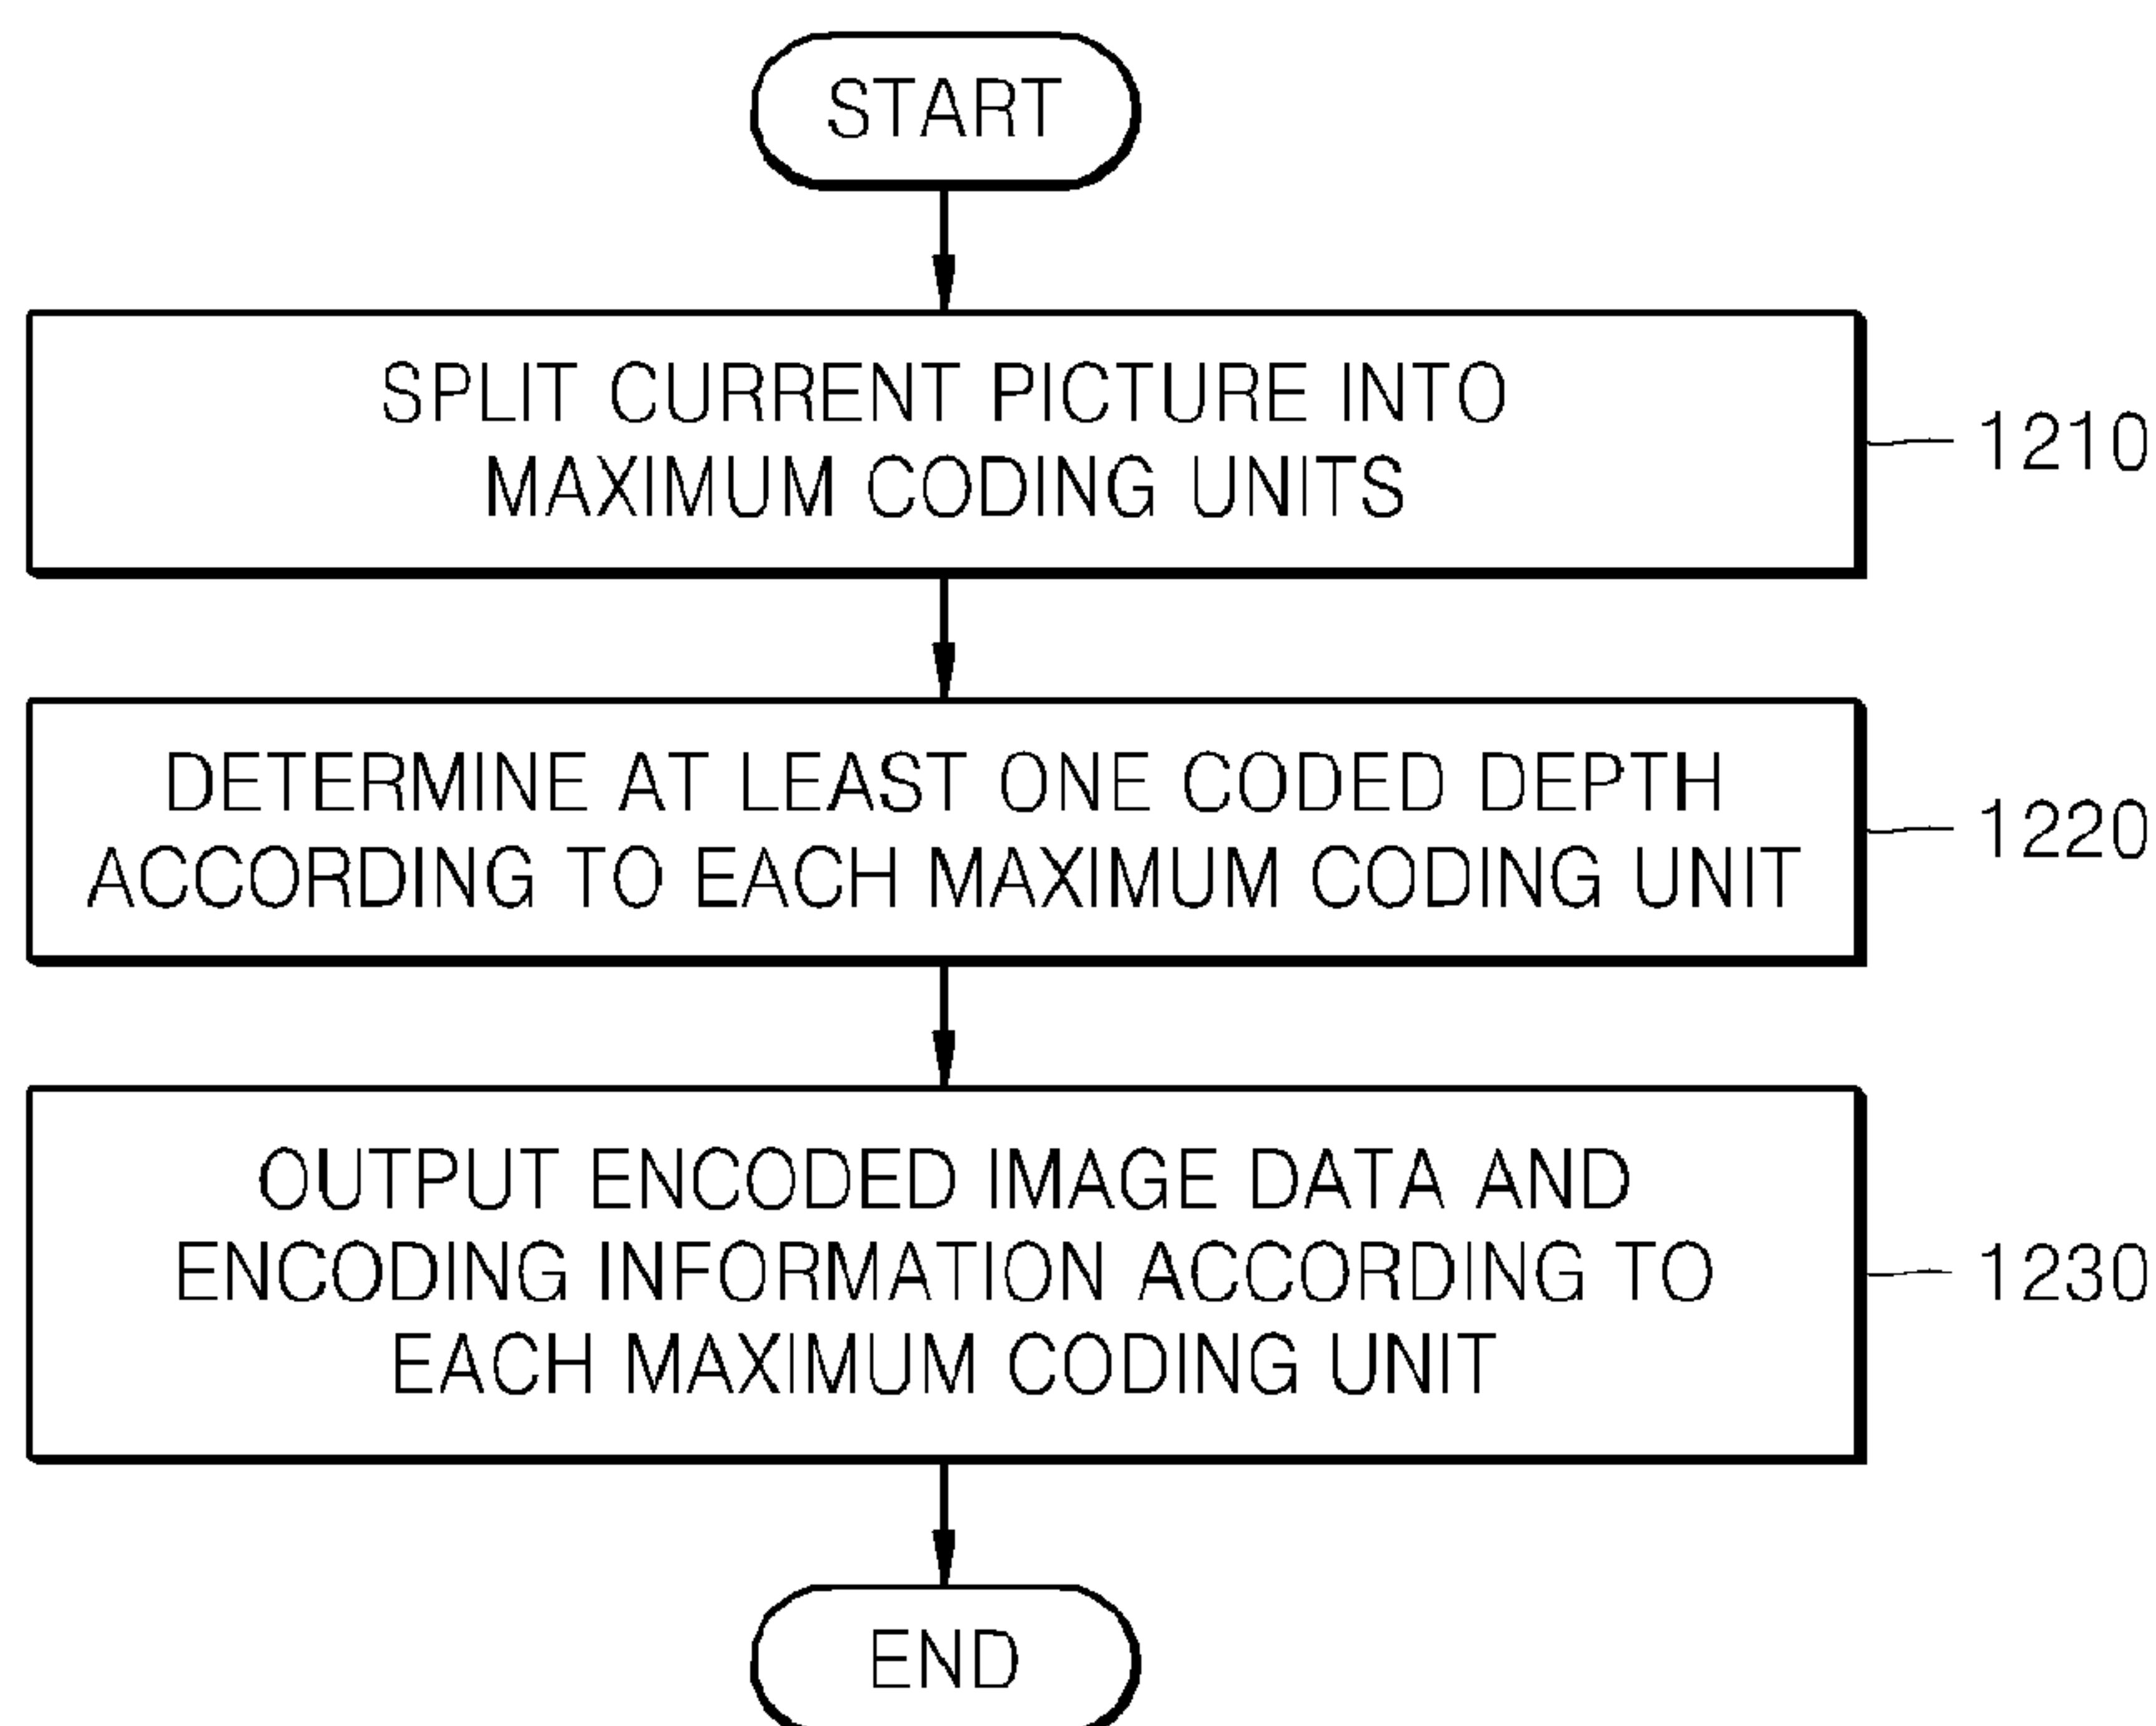 START
SPLIT CURRENT PICTURE INTO
MAXIMUM CODING UNITS
1210
DETERMINE AT LEAST ONE CODED DEPTH
ACCORDING TO EACH MAXIMUM CODING UNIT
1220
OUTPUT ENCODED IMAGE DATA AND
ENCODING INFORMATION ACCORDING TO
EACH MAXIMUM CODING UNIT
1230
END